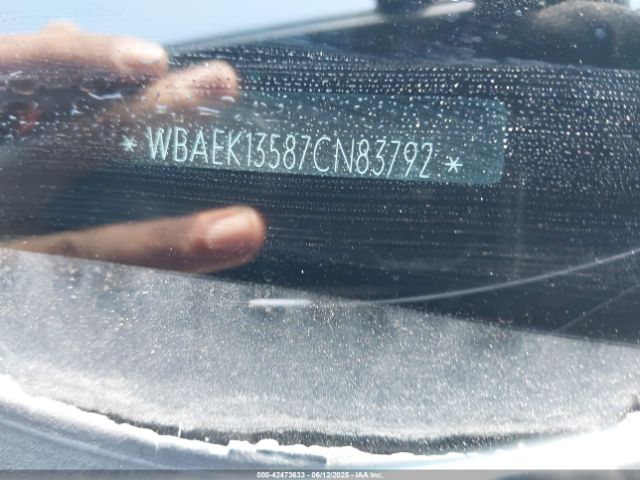 * WBAEK13587CN83792 *
000-42473633 - 06/12/2025 - IAA Inc.